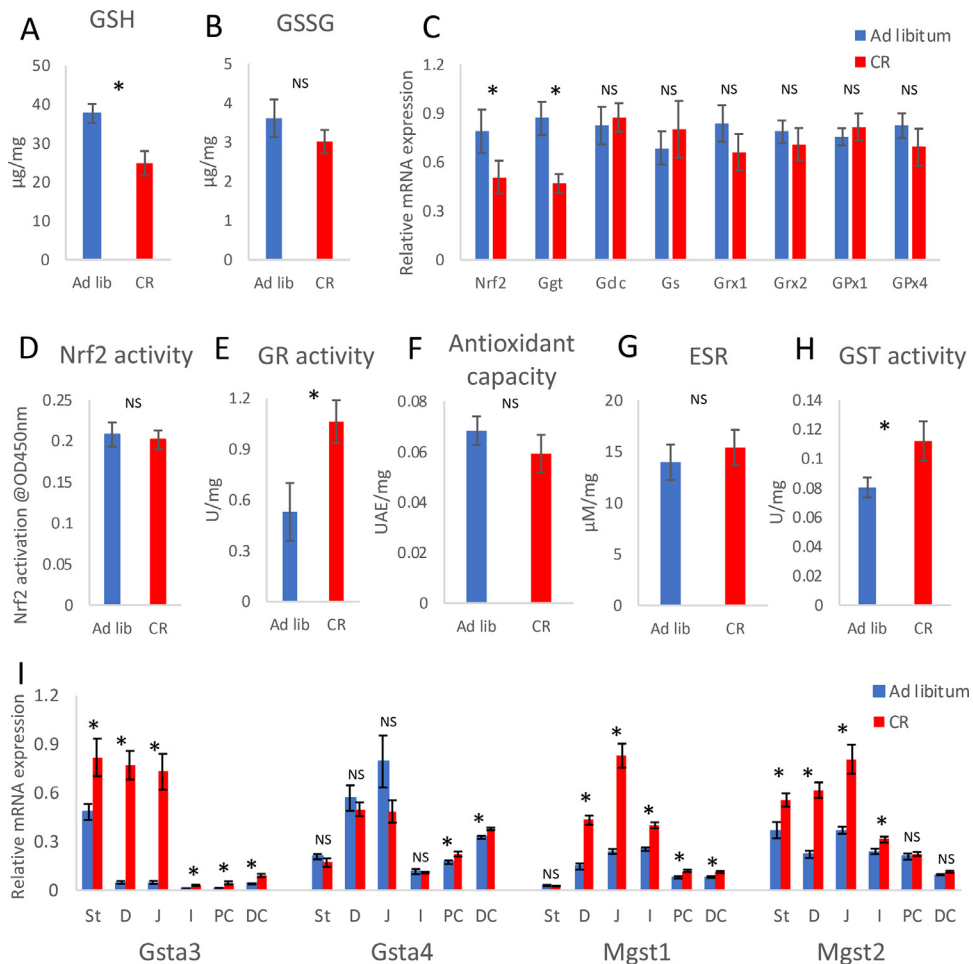 A GSH
50
40
30
20
10
0
µg/mg
*
Ad lib CR
B GSSG
5
4
3
2
1
0
µg/mg
NS
Ad lib CR
C
Ad libitum
CR
1.2
0.9
0.6
0.3
0
Relative mRNA expression
* * NS NS NS NS NS NS
Nrf2 Ggt Gclc Gs Grx1 Grx2 GPx1 GPx4
D Nrf2 activity
0.25
0.2
0.15
0.1
0.05
0
Nrf2 activation @OD450nm
NS
Ad lib CR
E GR activity
1.2
0.9
0.6
0.3
0
U/mg
*
Ad lib CR
F Antioxidant
capacity
0.08
0.06
0.04
0.02
0
UAE/mg
NS
Ad lib CR
G ESR
20
15
10
5
0
µM/mg
NS
Ad lib CR
H GST activity
0.14
0.12
0.1
0.08
0.06
0.04
0.02
0
U/mg
*
Ad lib CR
I
Ad libitum
CR
1.2
0.9
0.6
0.3
0
Relative mRNA expression
* * * * * * NS NS NS NS * * NS * * * * * * * * * NS NS
St D J I PC DC St D J I PC DC St D J I PC DC St D J I PC DC
Gsta3 Gsta4 Mgst1 Mgst2